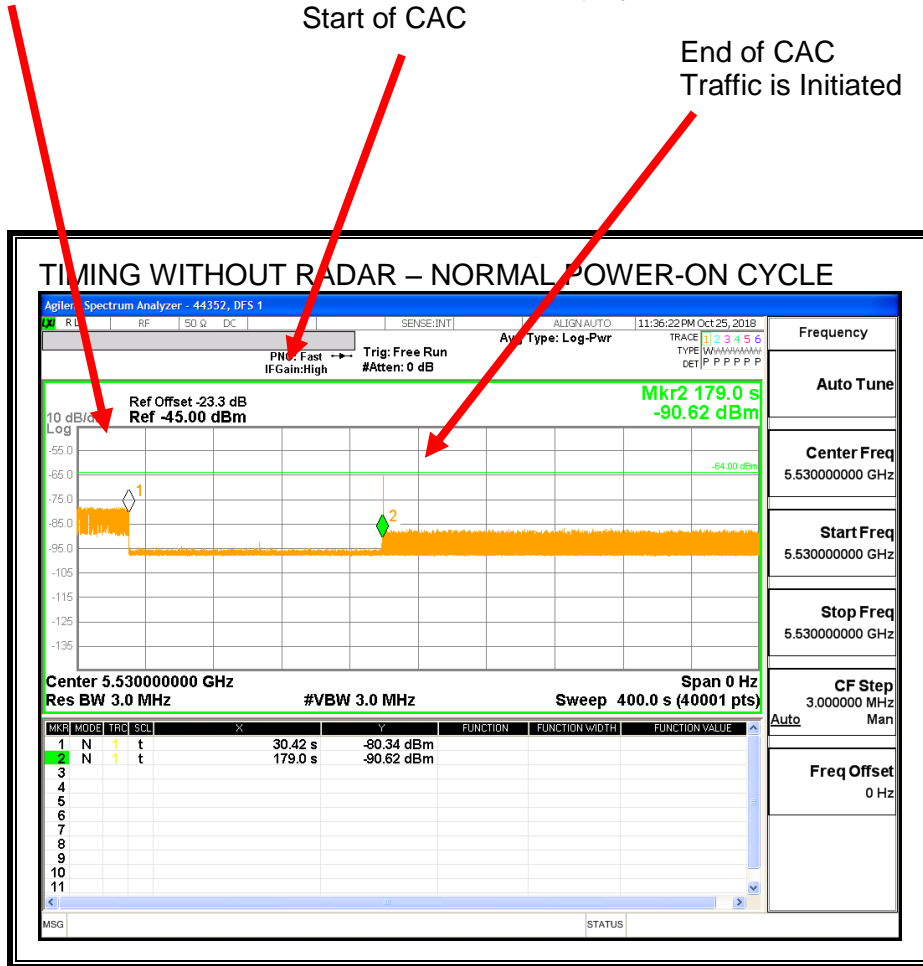 Start of CAC
End of CAC
Traffic is Initiated
TIMING WITHOUT RADAR – NORMAL POWER-ON CYCLE
Agilent Spectrum Analyzer - 44352, DFS 1
RF 50 Ω DC SENSE:INT ALIGN AUTO 11:36:22 PM Oct 25, 2018
Avg Type: Log-Pwr
TRACE 1 2 3 4 5 6
PNO: Fast Trig: Free Run
TYPE
IFGain:High #Atten: 0 dB
DET P P P P P P
Frequency
Auto Tune
Center Freq
5.530000000 GHz
Start Freq
5.530000000 GHz
Stop Freq
5.530000000 GHz
CF Step
3.000000 MHz
Auto Man
Freq Offset
0 Hz
Ref Offset -23.3 dB
Ref -45.00 dBm
Mkr2 179.0 s
-90.62 dBm
10 dB/
Log
-55.0
-64.00 dBm
-65.0
1
-75.0
-85.0
2
-95.0
-105
-115
-125
-135
Center 5.530000000 GHz Span 0 Hz
Res BW 3.0 MHz #VBW 3.0 MHz Sweep 400.0 s (40001 pts)
MKR MODE TRC SCL X Y FUNCTION FUNCTION WIDTH FUNCTION VALUE
1 N 1 t 30.42 s -80.34 dBm
2 N 1 t 179.0 s -90.62 dBm
3
4
5
6
7
8
9
10
11
MSG STATUS